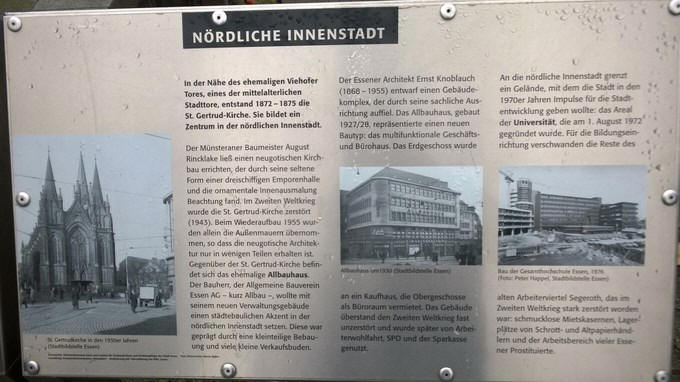 NÖRDLICHE INNENSTADT
In der Nähe des ehemaligen Viehofer
Tores, eines der mittelalterlichen
Stadttore, entstand 1872 – 1875 die
St. Gertrud-Kirche. Sie bildet ein
Zentrum in der nördlichen Innenstadt.
Der Münsteraner Baumeister August
Rincklake ließ einen neugotischen Kirch-
bau errichten, der durch seine seltene
Form einer dreischiffigen Emporenhalle
und die ornamentale Innenausmalung
Beachtung fand. Im Zweiten Weltkrieg
wurde die St. Gertrud-Kirche zerstört
(1943). Beim Wiederaufbau 1955 wur-
den allein die Außenmauern übernom-
men, so dass die neugotische Architek-
tur nur in wenigen Teilen erhalten ist.
Gegenüber der St. Gertrud-Kirche befin-
det sich das ehemalige Allbauhaus.
Der Bauherr, der Allgemeine Bauverein
Essen AG – kurz Allbau –, wollte mit
seinem neuen Verwaltungsgebäude
einen städtebaulichen Akzent in der
nördlichen Innenstadt setzen. Diese war
geprägt durch eine kleinteilige Bebau-
ung und viele kleine Verkaufsbuden.
St. Gertrudkirche in den 1950er Jahren
(Stadtbildstelle Essen)
Der Essener Architekt Ernst Knoblauch
(1868 – 1955) entwarf einen Gebäude-
komplex, der durch seine sachliche Aus-
richtung auffiel. Das Allbauhaus, gebaut
1927/28, repräsentierte einen neuen
Bautyp: das multifunktionale Geschäfts-
und Bürohaus. Das Erdgeschoss wurde
Allbauhaus um 1930 (Stadtbildstelle Essen)
an ein Kaufhaus, die Obergeschosse
als Büroraum vermietet. Das Gebäude
überstand den Zweiten Weltkrieg fast
unzerstört und wurde später von Arbei-
terwohlfahrt, SPD und der Sparkasse
genutzt.
An die nördliche Innenstadt grenzt
ein Gelände, mit dem die Stadt in den
1970er Jahren Impulse für die Stadt-
entwicklung geben wollte: das Areal
der Universität, die am 1. August 1972
gegründet wurde. Für die Bildungsein-
richtung verschwanden die Reste des
Bau der Gesamthochschule Essen, 1976
(Foto: Peter Happel, Stadtbildstelle Essen)
alten Arbeiterviertel Segeroth, das im
Zweiten Weltkrieg stark zerstört worden
war: schmucklose Mietskasernen, Lager-
plätze von Schrott- und Altpapierhänd-
lern und der Arbeitsbereich vieler Esse-
ner Prostituierte.